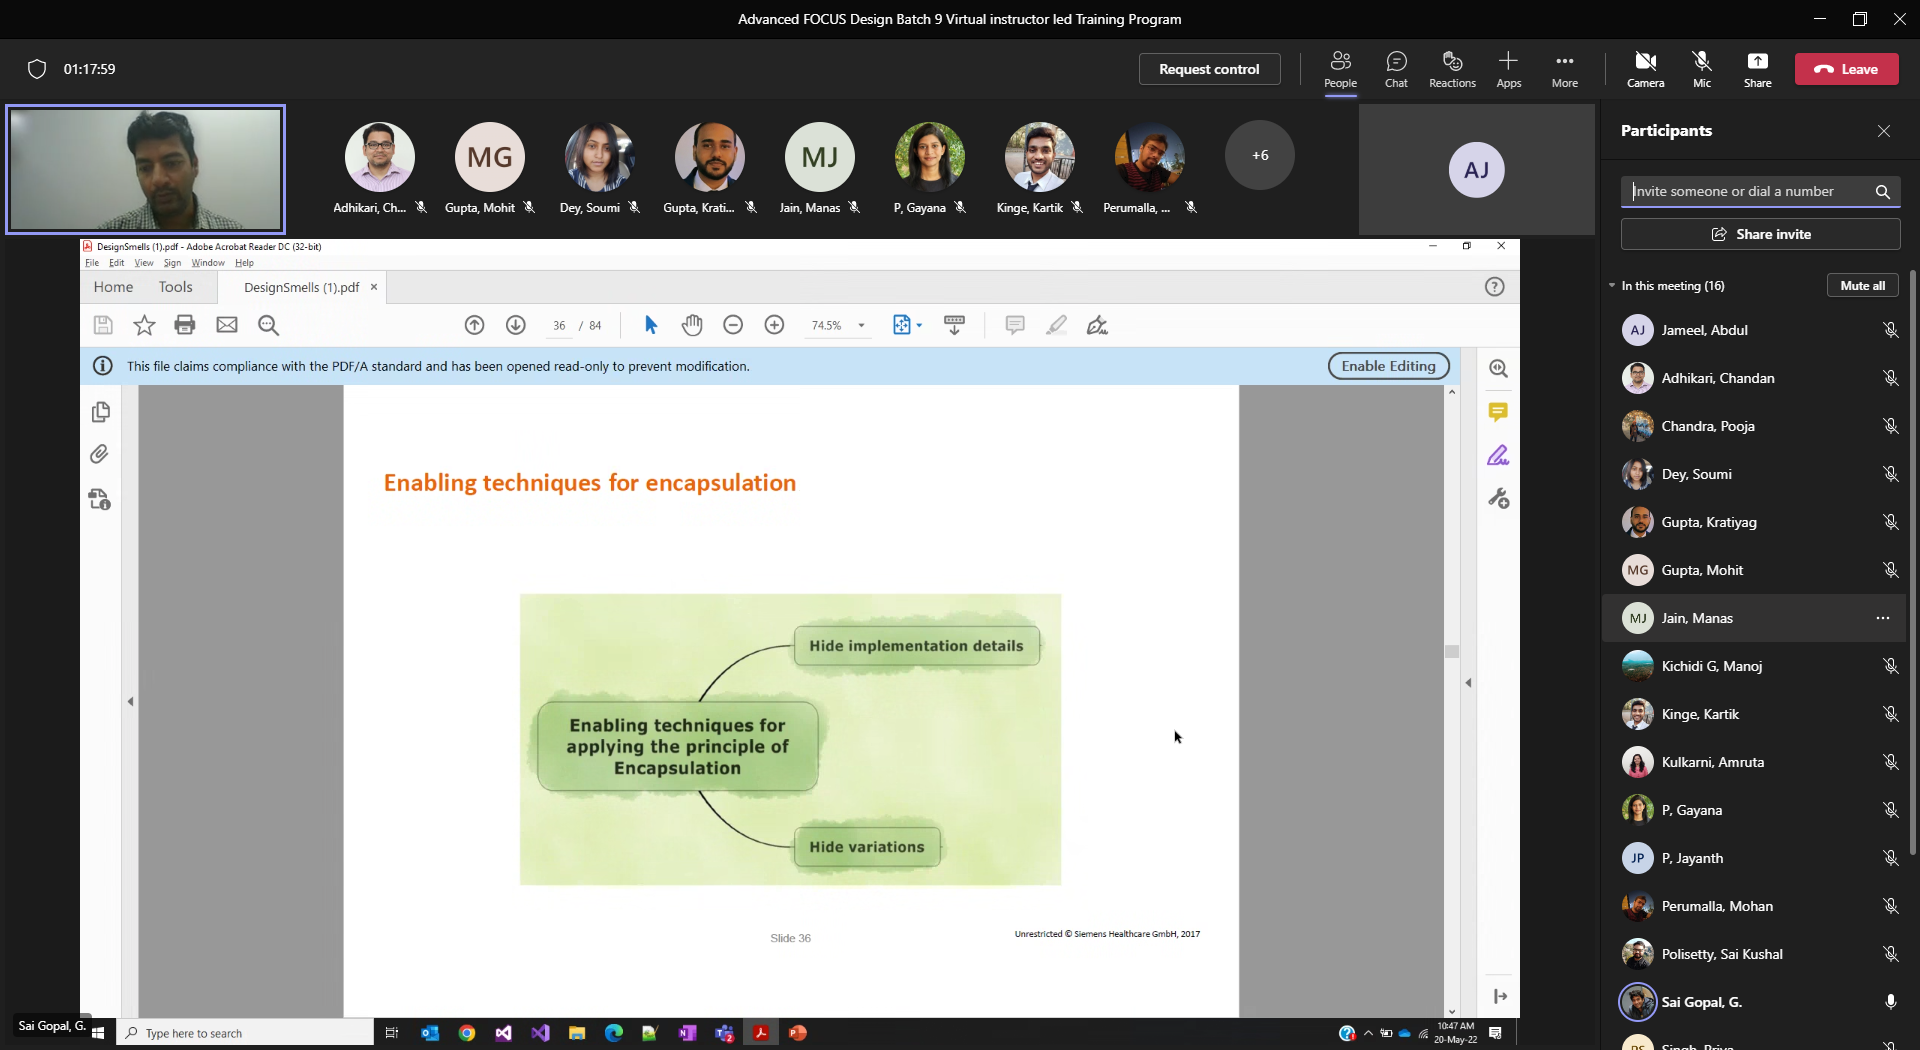 Advanced FOCUS Design Batch 9 Virtual instructor led Training Program
01:17:59
Request control
People
Chat
Reactions
Apps
More
Camera
Mic
Share
Leave
MG
MJ
+6
AJ
Adhikari, Ch...
Gupta, Mohit
Dey, Soumi
Gupta, Krati...
Jain, Manas
P, Gayana
Kinge, Kartik
Perumalla, ...
DesignSmells (1).pdf - Adobe Acrobat Reader DC (32-bit)
File Edit View Sign Window Help
Home Tools DesignSmells (1).pdf
36 / 84
74.5%
This file claims compliance with the PDF/A standard and has been opened read-only to prevent modification.
Enable Editing
Enabling techniques for encapsulation
Hide implementation details
Enabling techniques for
applying the principle of
Encapsulation
Hide variations
Slide 36
Unrestricted © Siemens Healthcare GmbH, 2017
Sai Gopal, G.
Type here to search
10:47 AM
20-May-22
Participants
Invite someone or dial a number
Share invite
In this meeting (16)
Mute all
AJ Jameel, Abdul
Adhikari, Chandan
Chandra, Pooja
Dey, Soumi
Gupta, Kratiyag
MG Gupta, Mohit
MJ Jain, Manas
Kichidi G, Manoj
Kinge, Kartik
Kulkarni, Amruta
P, Gayana
JP P, Jayanth
Perumalla, Mohan
Polisetty, Sai Kushal
Sai Gopal, G.